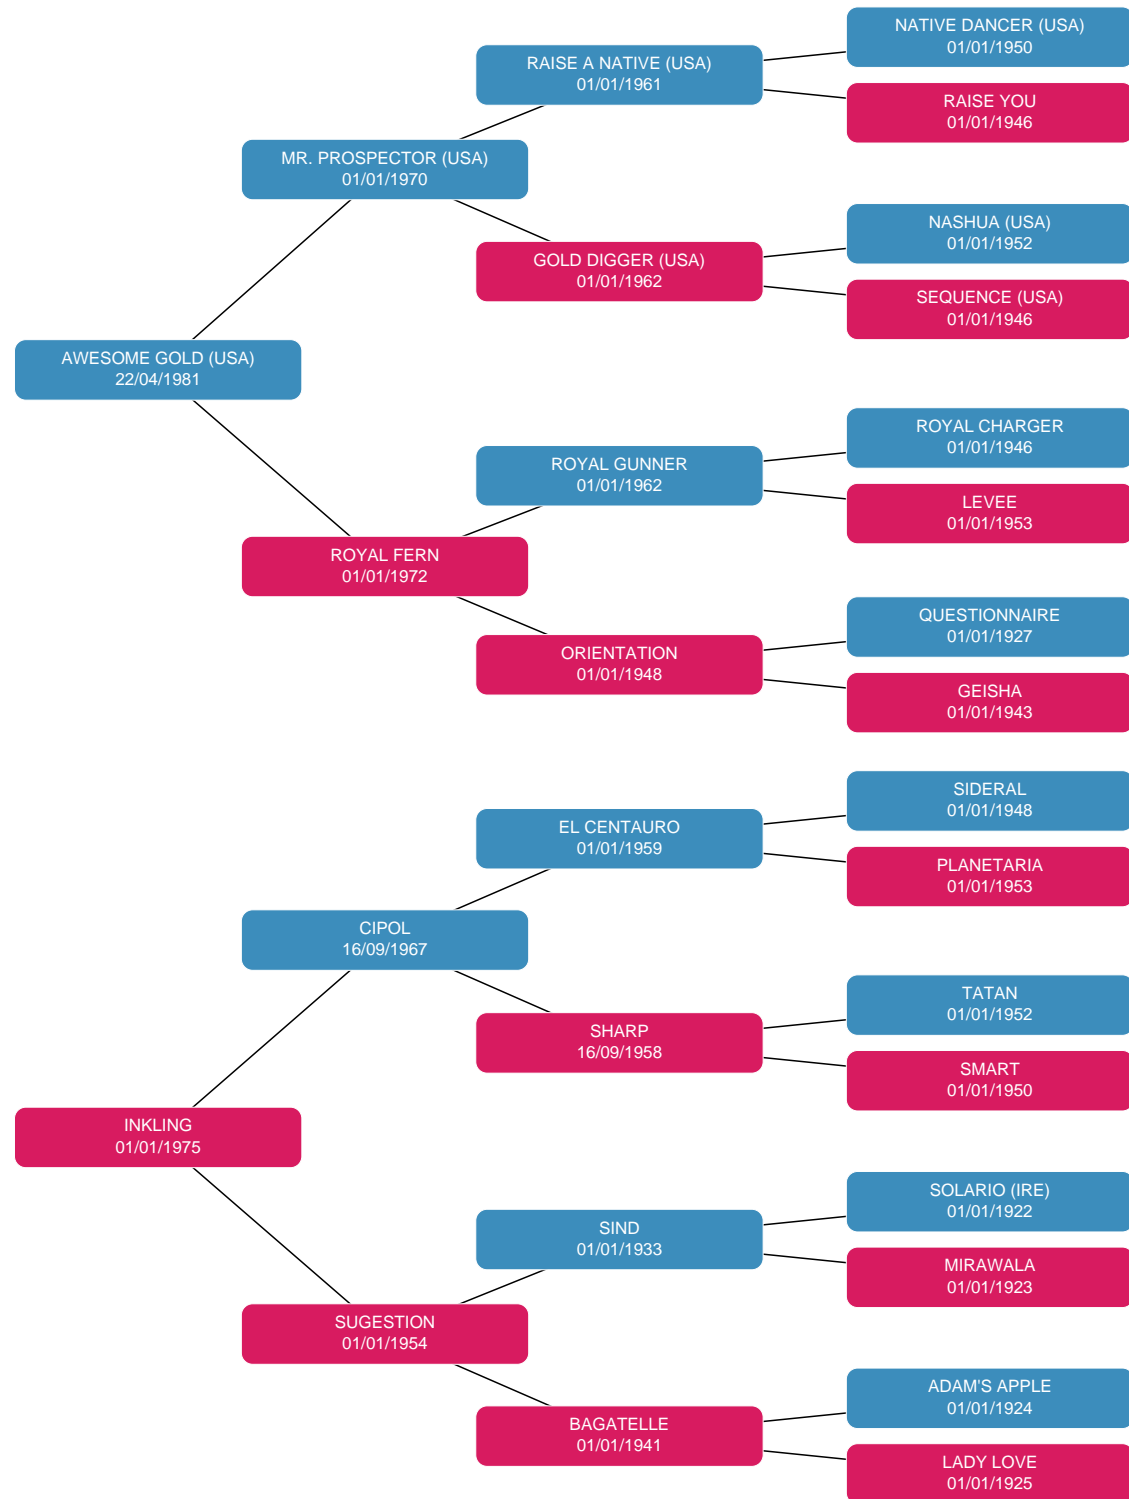 NATIVE DANCER (USA)
01/01/1950
RAISE A NATIVE (USA)
01/01/1961
RAISE YOU
01/01/1946
MR. PROSPECTOR (USA)
01/01/1970
NASHUA (USA)
01/01/1952
GOLD DIGGER (USA)
01/01/1962
SEQUENCE (USA)
01/01/1946
AWESOME GOLD (USA)
22/04/1981
ROYAL CHARGER
01/01/1946
ROYAL GUNNER
01/01/1962
LEVEE
01/01/1953
ROYAL FERN
01/01/1972
QUESTIONNAIRE
01/01/1927
ORIENTATION
01/01/1948
GEISHA
01/01/1943
SIDERAL
01/01/1948
EL CENTAURO
01/01/1959
PLANETARIA
01/01/1953
CIPOL
16/09/1967
TATAN
01/01/1952
SHARP
16/09/1958
SMART
01/01/1950
INKLING
01/01/1975
SOLARIO (IRE)
01/01/1922
SIND
01/01/1933
MIRAWALA
01/01/1923
SUGESTION
01/01/1954
ADAM'S APPLE
01/01/1924
BAGATELLE
01/01/1941
LADY LOVE
01/01/1925